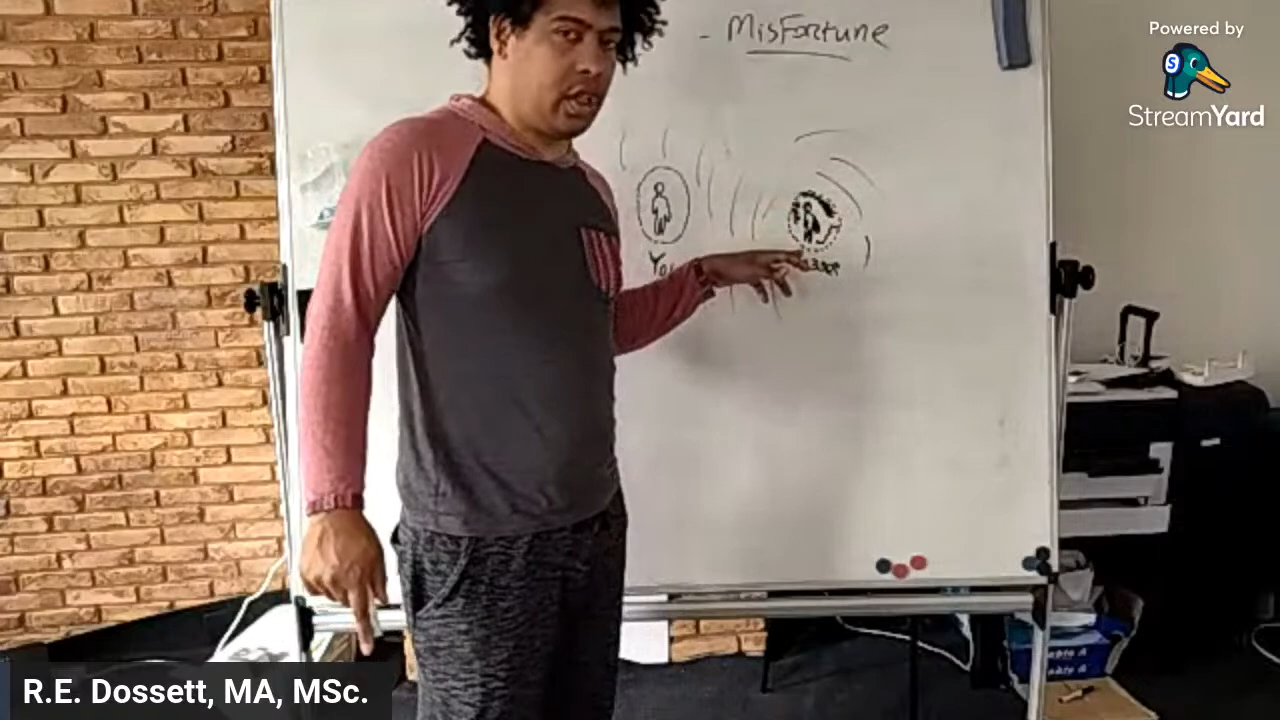 - Misfortune
Powered by
S
StreamYard
R.E. Dossett, MA, MSc.